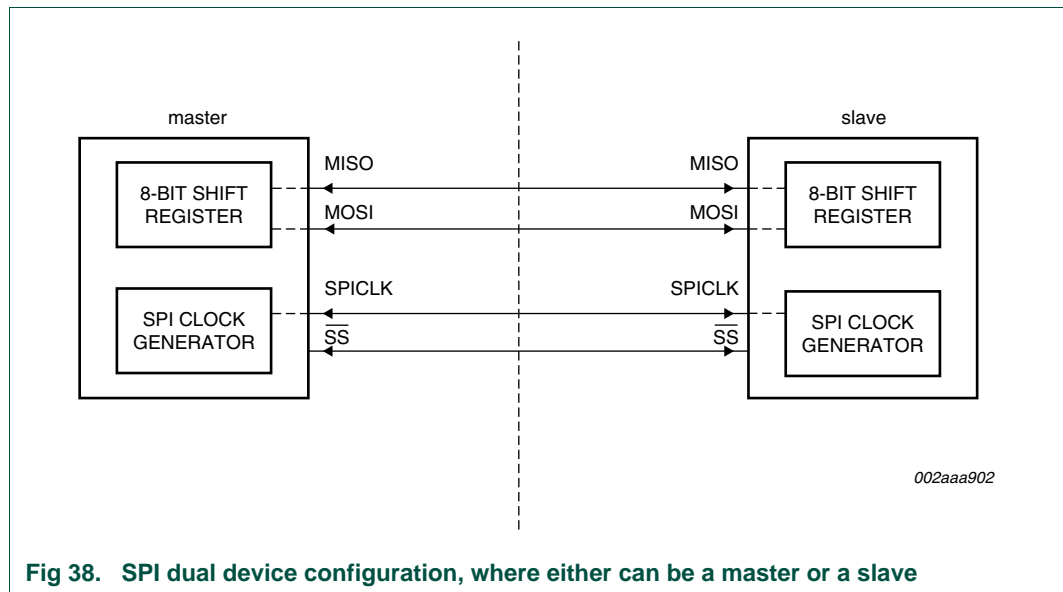 master
slave
MISO
MISO
8-BIT SHIFT
REGISTER
8-BIT SHIFT
REGISTER
MOSI
MOSI
SPICLK
SPICLK
SPI CLOCK
GENERATOR
SPI CLOCK
GENERATOR
SS
SS
002aaa902
Fig 38. SPI dual device configuration, where either can be a master or a slave